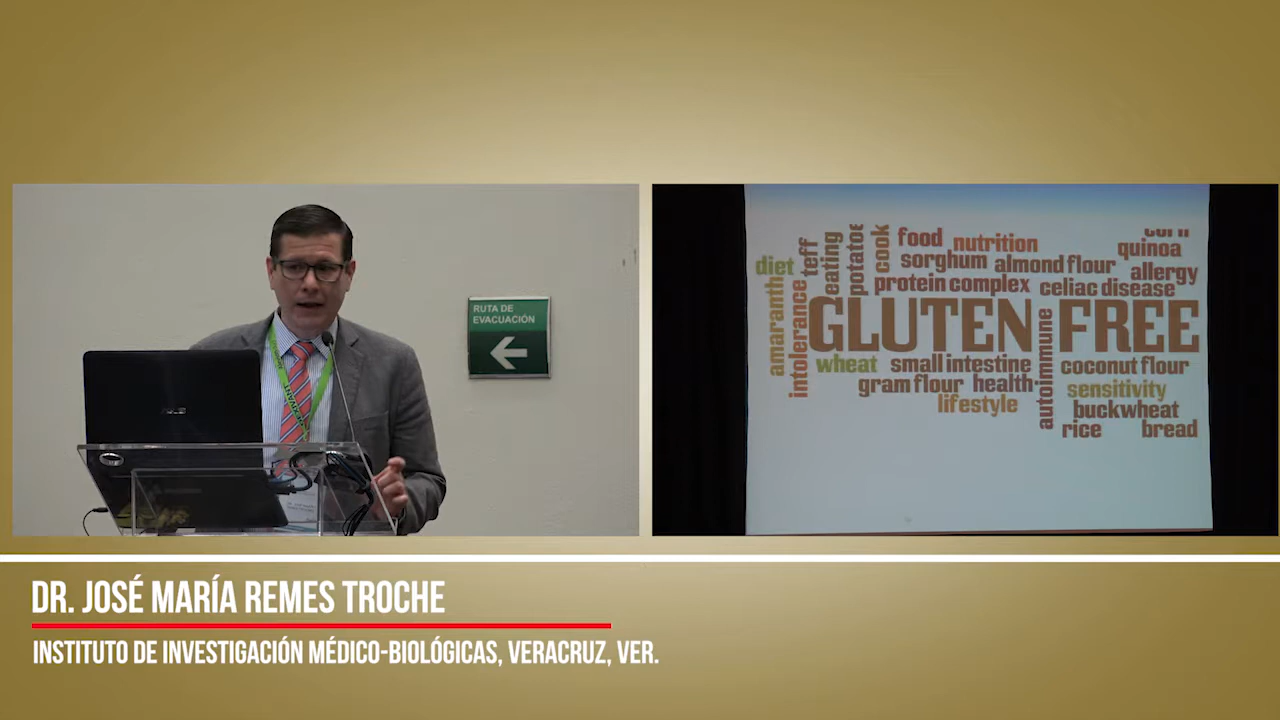 RUTA DE
EVACUACIÓN
ASUS
food
nutrition
cook
potatoe
eating
teff
diet
sorghum
almond flour
quinoa
allergy
protein complex
celiac disease
amaranth
intolerance
GLUTEN FREE
wheat
small intestine
autoimmune
coconut flour
gram flour
health
sensitivity
lifestyle
buckwheat
rice
bread
DR. JOSÉ MARÍA REMES TROCHE
INSTITUTO DE INVESTIGACIÓN MÉDICO-BIOLÓGICAS, VERACRUZ, VER.